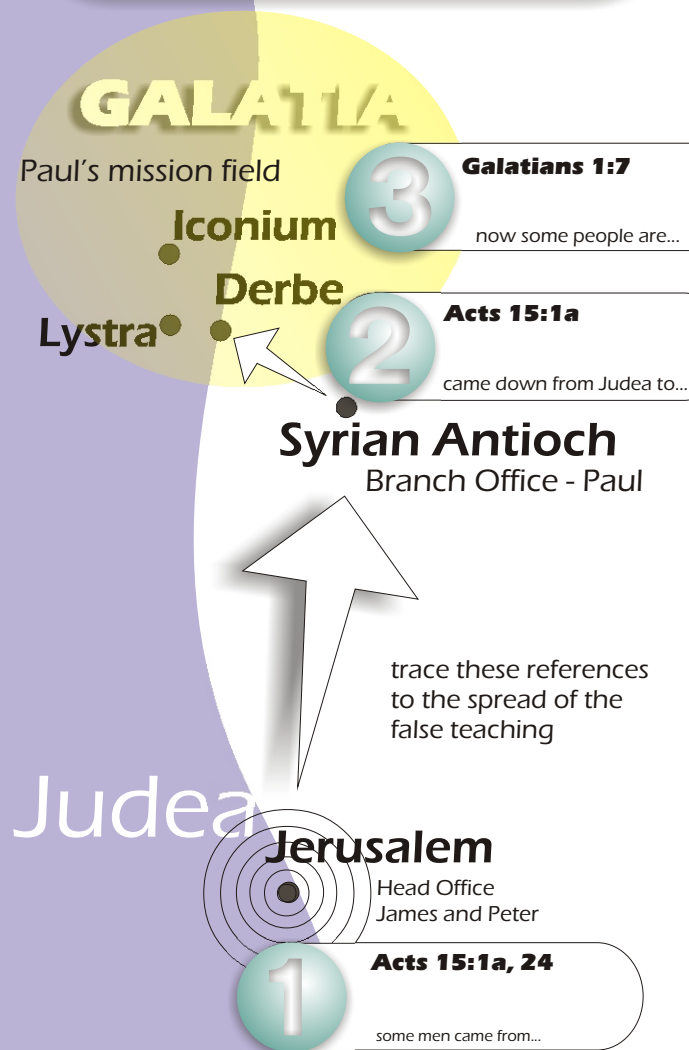 GALATIA
Paul's mission field
3
Galatians 1:7
now some people are...
Iconium
Derbe
Lystra
2
Acts 15:1a
came down from Judea to...
Syrian Antioch
Branch Office - Paul
trace these references
to the spread of the
false teaching
Judea
Jerusalem
Head Office
James and Peter
1
Acts 15:1a, 24
some men came from...